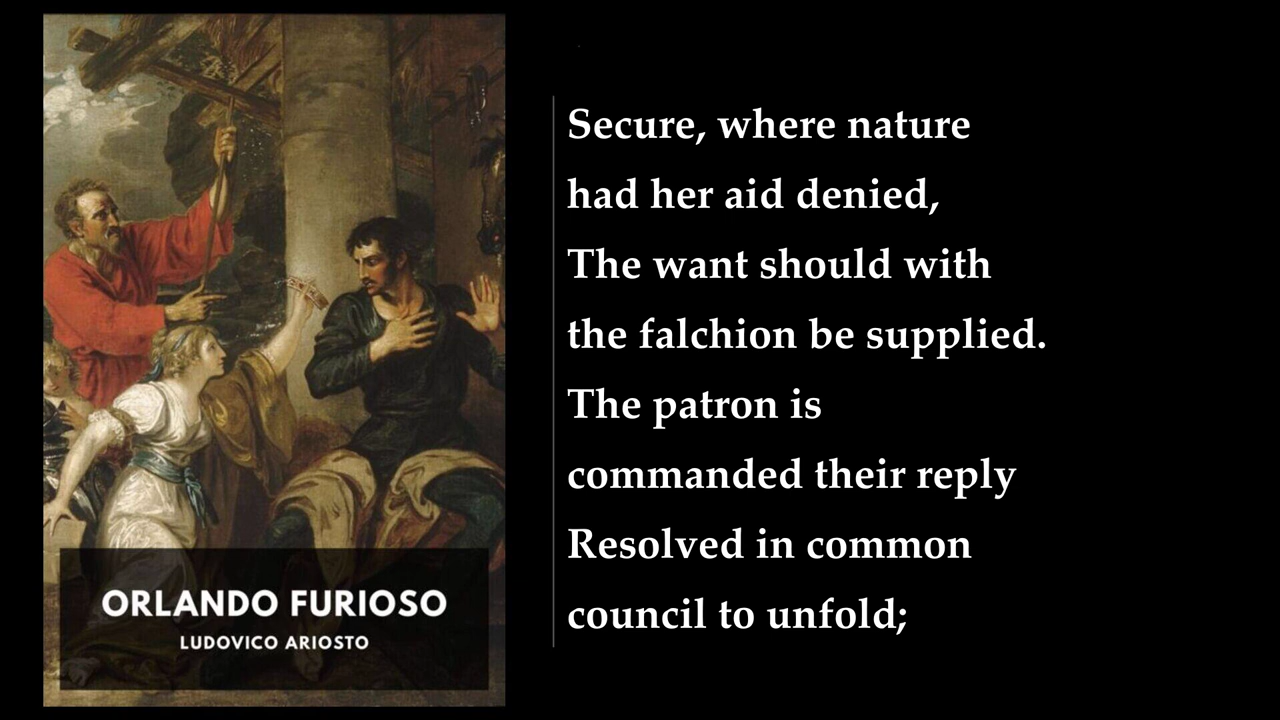 ORLANDO FURIOSO
LUDOVICO ARIOSTO
Secure, where nature
had her aid denied,
The want should with
the falchion be supplied.
The patron is
commanded their reply
Resolved in common
council to unfold;